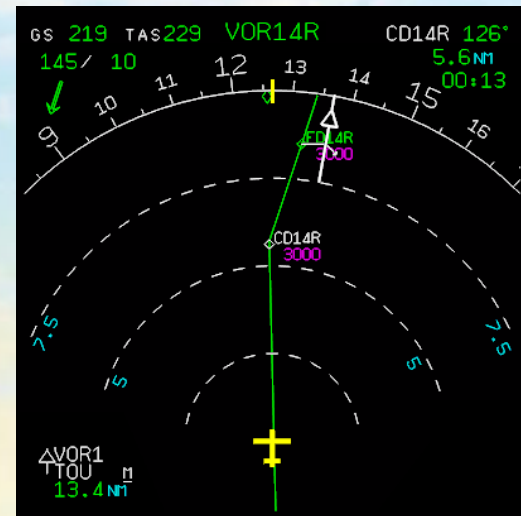 GS 219 TAS229 VOR14R CD14R 126°
145/ 10 5.6NM
00:13
9 10 11 12 13 14 15 16
FD14R
3000
CD14R
3000
7.5 7.5
5 5
VOR1
TOU M
13.4NM